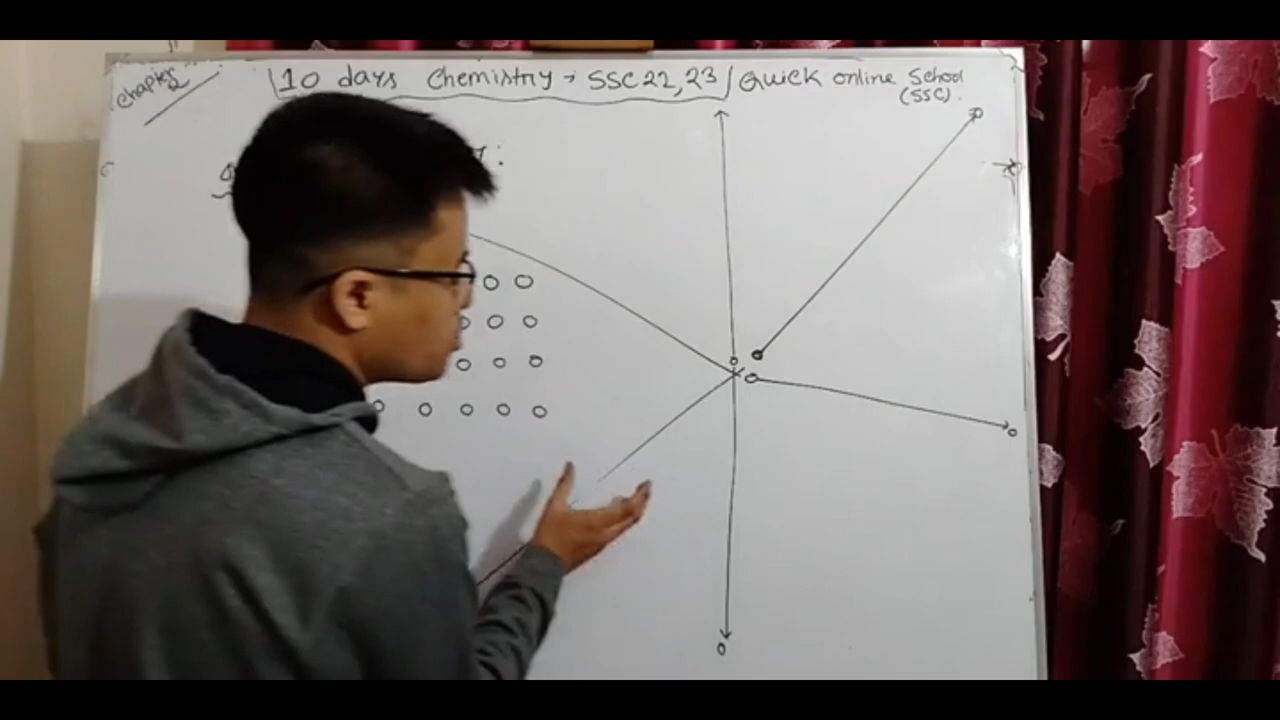 Chapter
2
10 days Chemistry → SSC 22, 23 / Quick online School
(SSC).